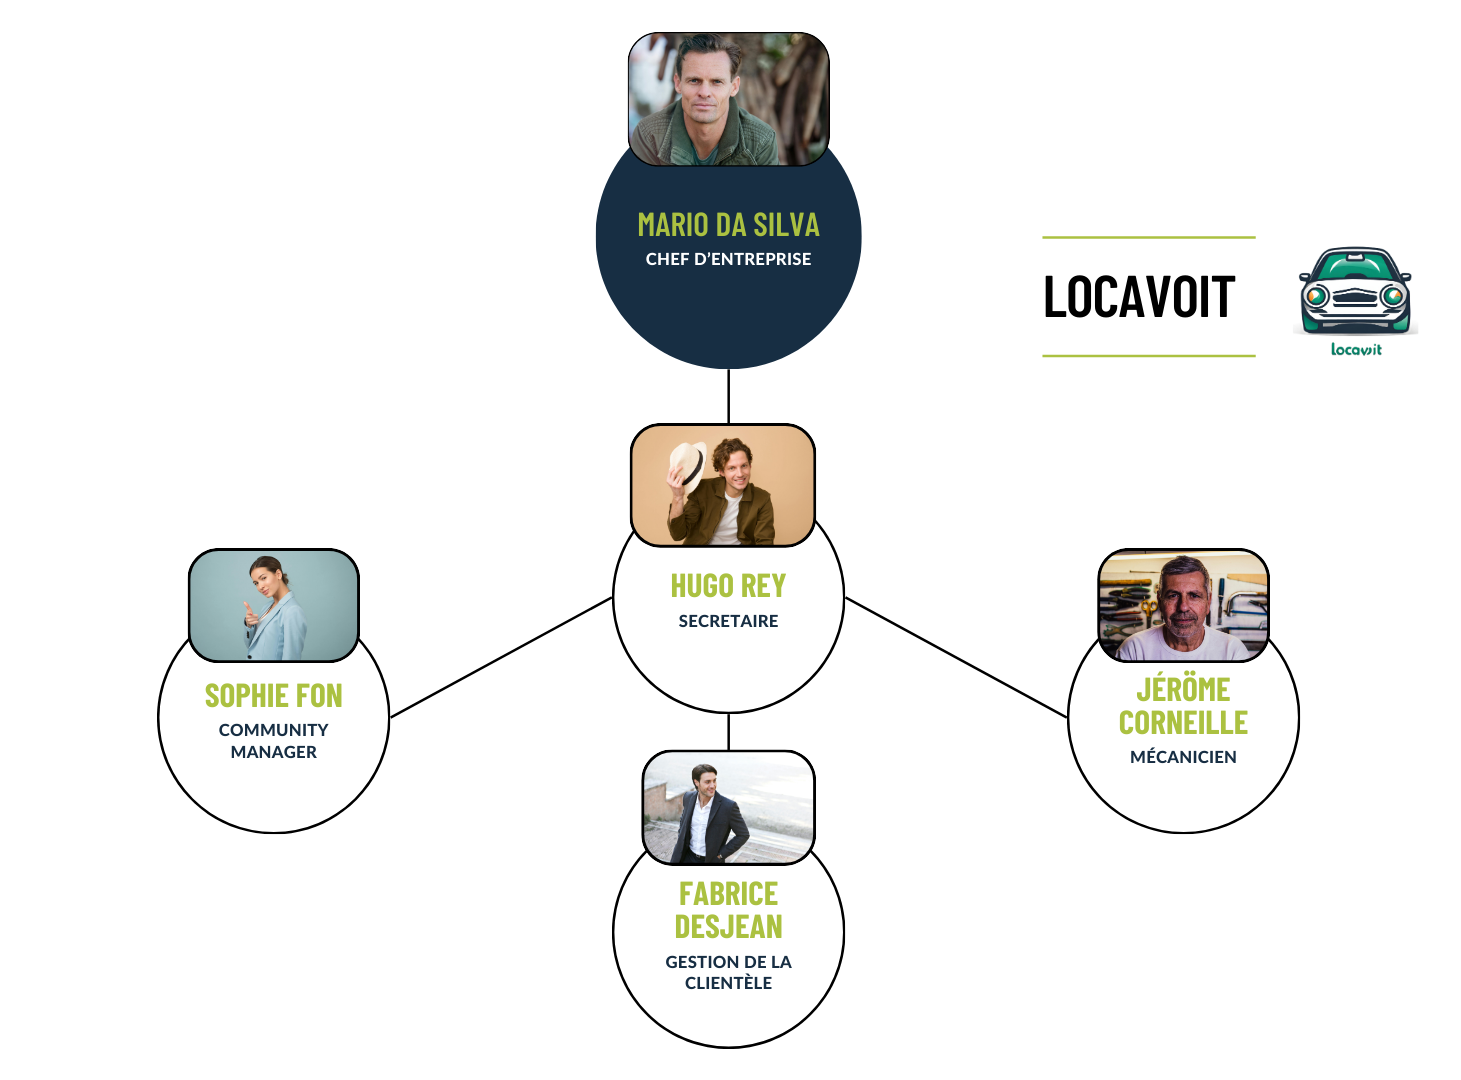 MARIO DA SILVA
CHEF D’ENTREPRISE
LOCAVOIT
Locavoit
HUGO REY
SECRETAIRE
SOPHIE FON
COMMUNITY
MANAGER
JÉRÖME
CORNEILLE
MÉCANICIEN
FABRICE
DESJEAN
GESTION DE LA
CLIENTÈLE